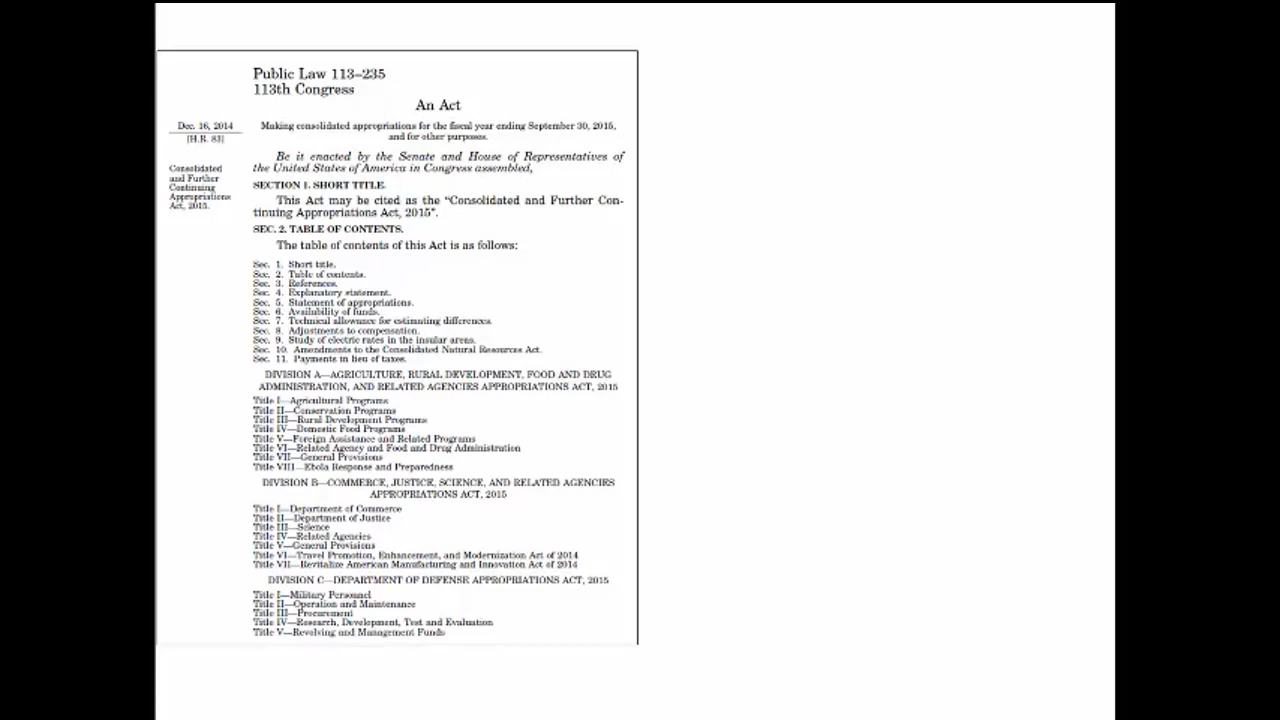 Public Law 113–235
113th Congress
An Act
Dec. 16, 2014
[H.R. 83]
Making consolidated appropriations for the fiscal year ending September 30, 2015,
and for other purposes.
Be it enacted by the Senate and House of Representatives of
the United States of America in Congress assembled,
Consolidated
and Further
Continuing
Appropriations
Act, 2015.
SECTION 1. SHORT TITLE.
This Act may be cited as the “Consolidated and Further Con-
tinuing Appropriations Act, 2015”.
SEC. 2. TABLE OF CONTENTS.
The table of contents of this Act is as follows:
Sec. 1. Short title.
Sec. 2. Table of contents.
Sec. 3. References.
Sec. 4. Explanatory statement.
Sec. 5. Statement of appropriations.
Sec. 6. Availability of funds.
Sec. 7. Technical allowance for estimating differences.
Sec. 8. Adjustments to compensation.
Sec. 9. Study of electric rates in the insular areas.
Sec. 10. Amendments to the Consolidated Natural Resources Act.
Sec. 11. Payments in lieu of taxes.
DIVISION A—AGRICULTURE, RURAL DEVELOPMENT, FOOD AND DRUG
ADMINISTRATION, AND RELATED AGENCIES APPROPRIATIONS ACT, 2015
Title I—Agricultural Programs
Title II—Conservation Programs
Title III—Rural Development Programs
Title IV—Domestic Food Programs
Title V—Foreign Assistance and Related Programs
Title VI—Related Agency and Food and Drug Administration
Title VII—General Provisions
Title VIII—Ebola Response and Preparedness
DIVISION B—COMMERCE, JUSTICE, SCIENCE, AND RELATED AGENCIES
APPROPRIATIONS ACT, 2015
Title I—Department of Commerce
Title II—Department of Justice
Title III—Science
Title IV—Related Agencies
Title V—General Provisions
Title VI—Travel Promotion, Enhancement, and Modernization Act of 2014
Title VII—Revitalize American Manufacturing and Innovation Act of 2014
DIVISION C—DEPARTMENT OF DEFENSE APPROPRIATIONS ACT, 2015
Title I—Military Personnel
Title II—Operation and Maintenance
Title III—Procurement
Title IV—Research, Development, Test and Evaluation
Title V—Revolving and Management Funds